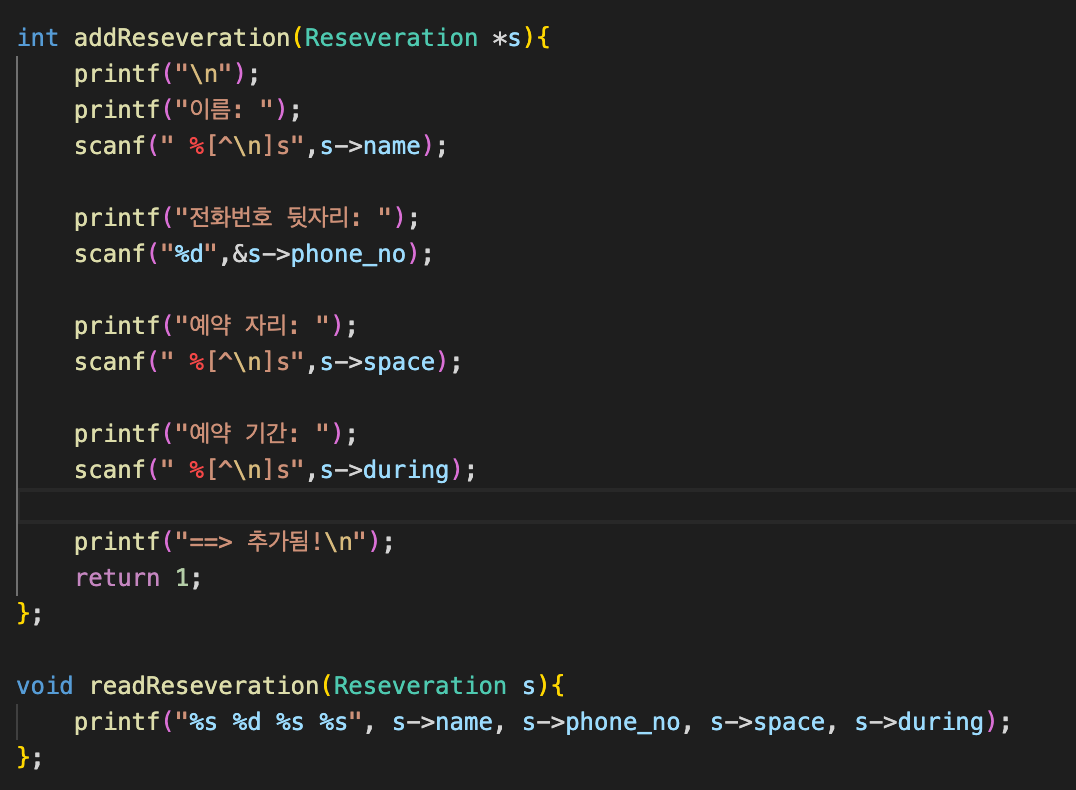 int addReseveration(Reseveration *s){
printf("\n");
printf("이름: ");
scanf(" %[^\n]s",s->name);
printf("전화번호 뒷자리: ");
scanf("%d",&s->phone_no);
printf("예약 자리: ");
scanf(" %[^\n]s",s->space);
printf("예약 기간: ");
scanf(" %[^\n]s",s->during);
printf("==> 추가됨!\n");
return 1;
};
void readReseveration(Reseveration s){
printf("%s %d %s %s", s->name, s->phone_no, s->space, s->during);
};